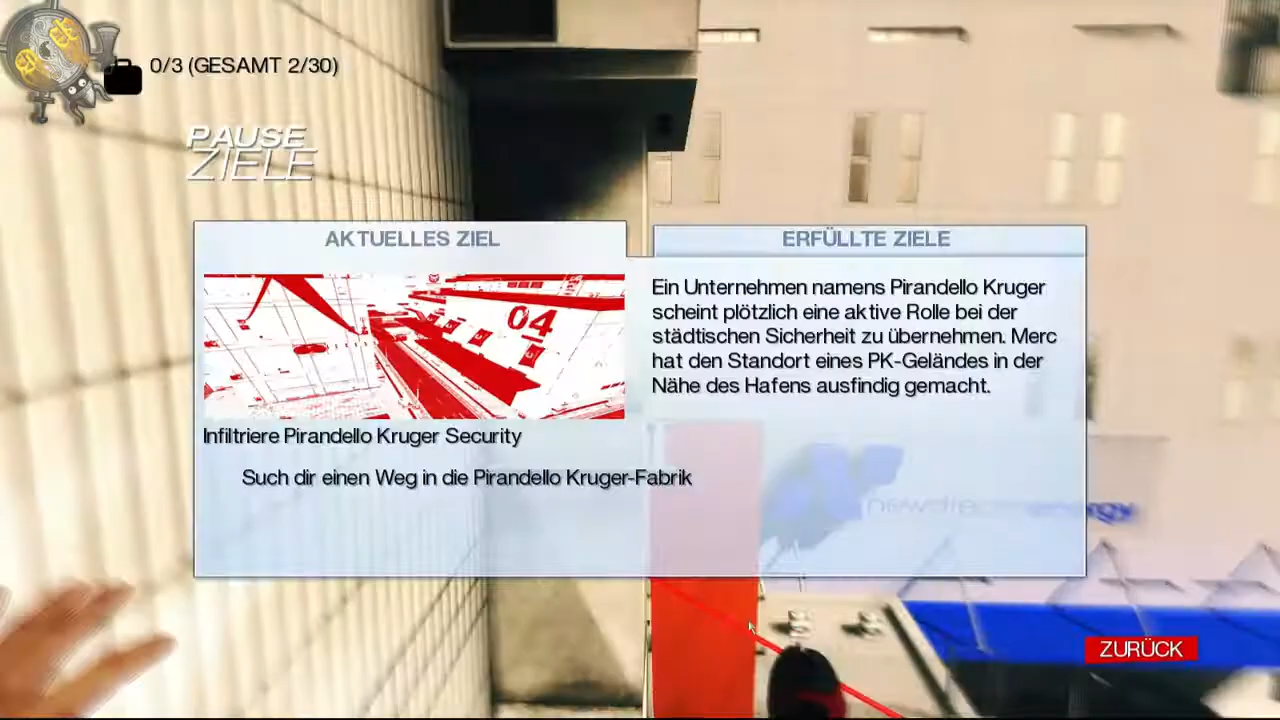 0/3 (GESAMT 2/30)
PAUSE
ZIELE
AKTUELLES ZIEL
ERFÜLLTE ZIELE
04
Ein Unternehmen namens Pirandello Kruger
scheint plötzlich eine aktive Rolle bei der
städtischen Sicherheit zu übernehmen. Merc
hat den Standort eines PK-Geländes in der
Nähe des Hafens ausfindig gemacht.
Infiltriere Pirandello Kruger Security
Such dir einen Weg in die Pirandello Kruger-Fabrik
ZURÜCK